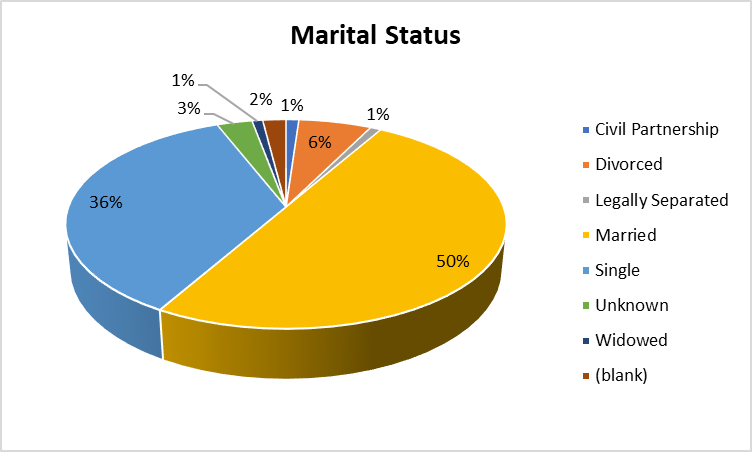 Marital Status
1%
3%
2%
1%
6%
1%
36%
50%
Civil Partnership
Divorced
Legally Separated
Married
Single
Unknown
Widowed
(blank)